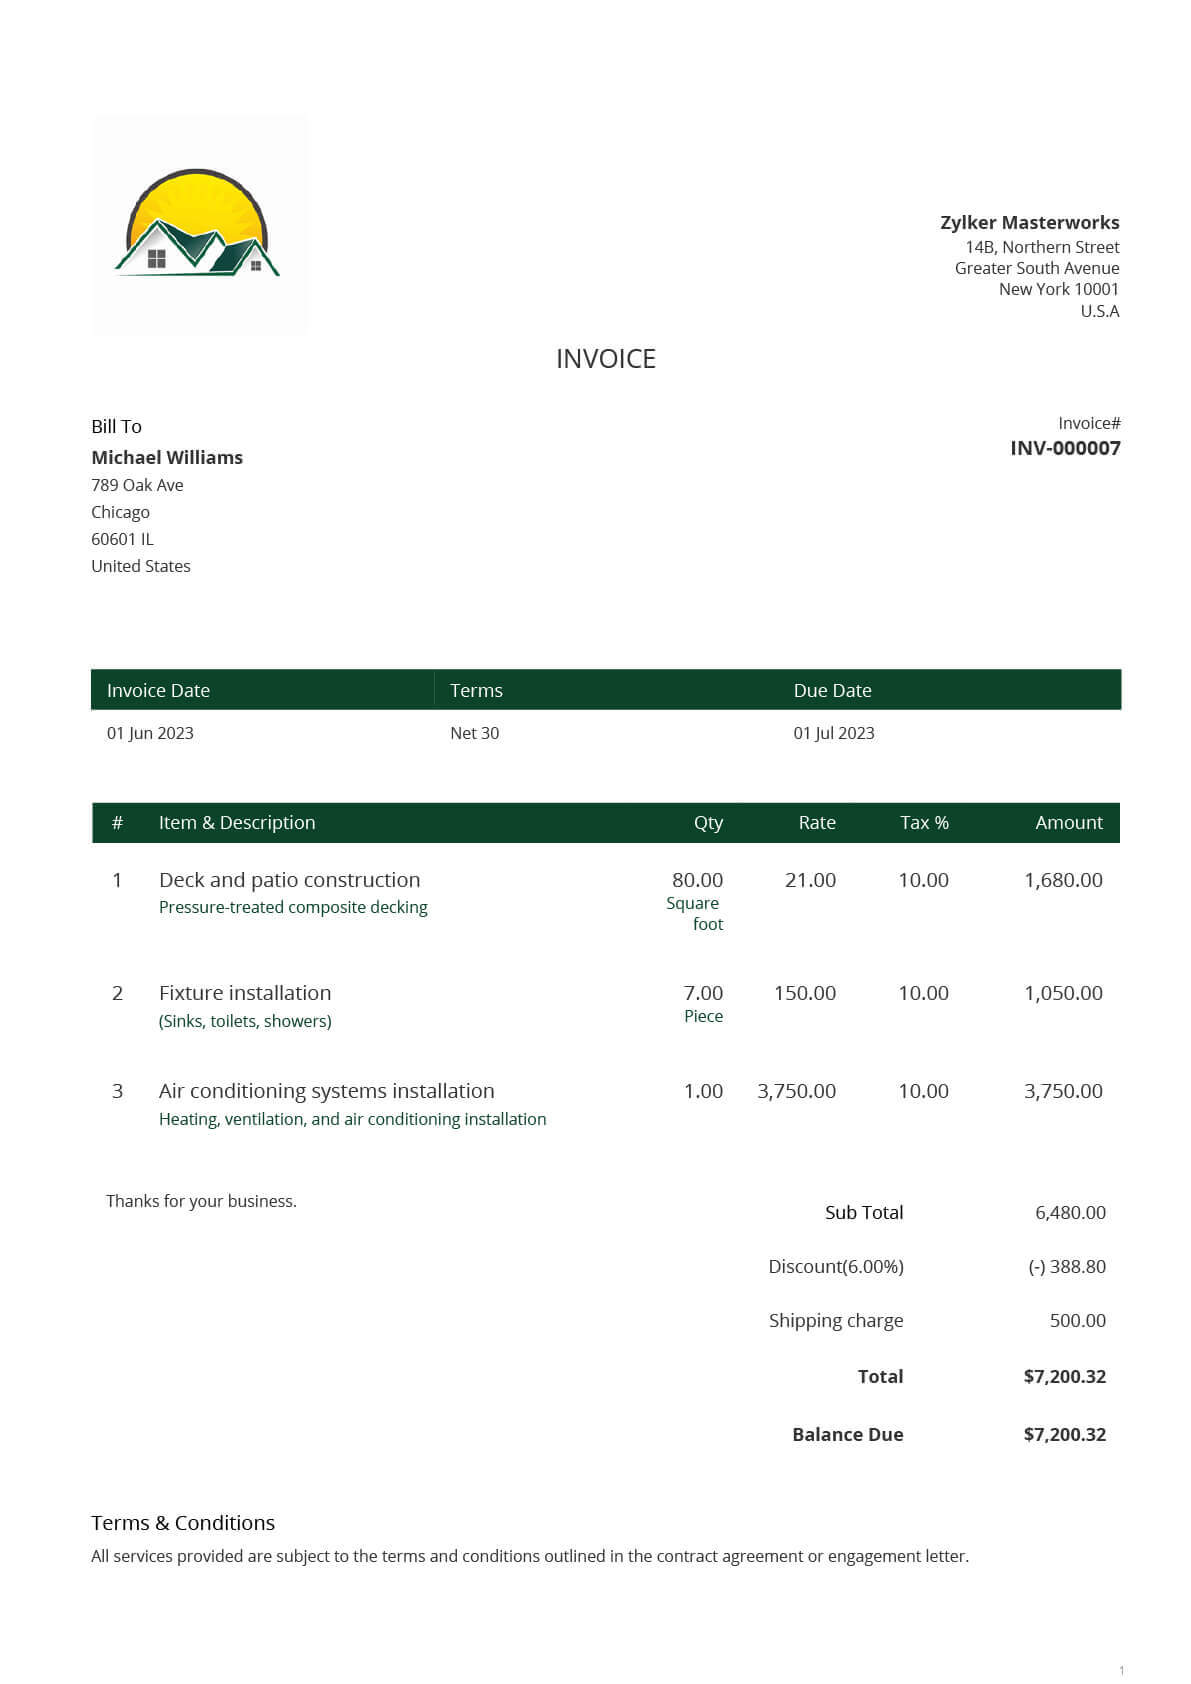 Zylker Masterworks
14B, Northern Street
Greater South Avenue
New York 10001
U.S.A
INVOICE
Bill To
Michael Williams
789 Oak Ave
Chicago
60601 IL
United States
Invoice#
INV-000007
Invoice Date Terms Due Date
01 Jun 2023 Net 30 01 Jul 2023
# Item & Description Qty Rate Tax % Amount
1 Deck and patio construction 80.00 21.00 10.00 1,680.00
Pressure-treated composite decking Square
foot
2 Fixture installation 7.00 150.00 10.00 1,050.00
(Sinks, toilets, showers) Piece
3 Air conditioning systems installation 1.00 3,750.00 10.00 3,750.00
Heating, ventilation, and air conditioning installation
Thanks for your business.
Sub Total 6,480.00
Discount(6.00%) (-) 388.80
Shipping charge 500.00
Total $7,200.32
Balance Due $7,200.32
Terms & Conditions
All services provided are subject to the terms and conditions outlined in the contract agreement or engagement letter.
1